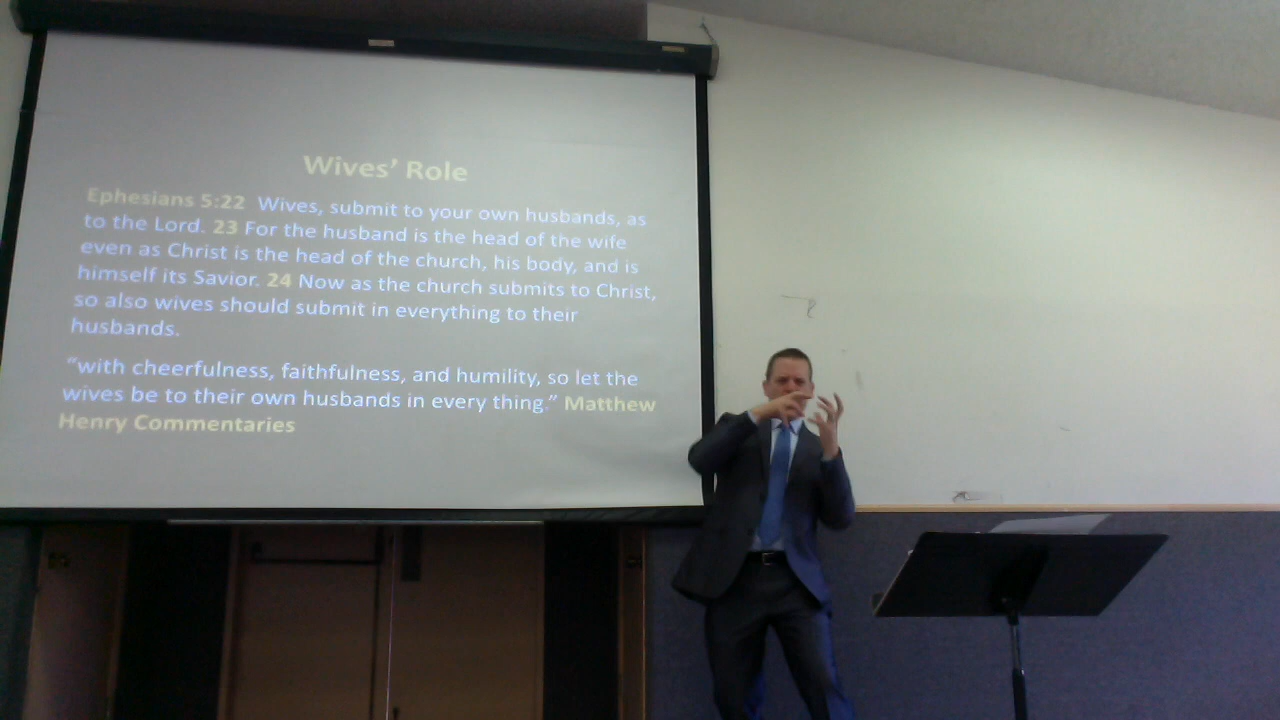 Wives’ Role
Ephesians 5:22 Wives, submit to your own husbands, as
to the Lord. 23 For the husband is the head of the wife
even as Christ is the head of the church, his body, and is
himself its Savior. 24 Now as the church submits to Christ,
so also wives should submit in everything to their
husbands.
“with cheerfulness, faithfulness, and humility, so let the
wives be to their own husbands in every thing.” Matthew
Henry Commentaries